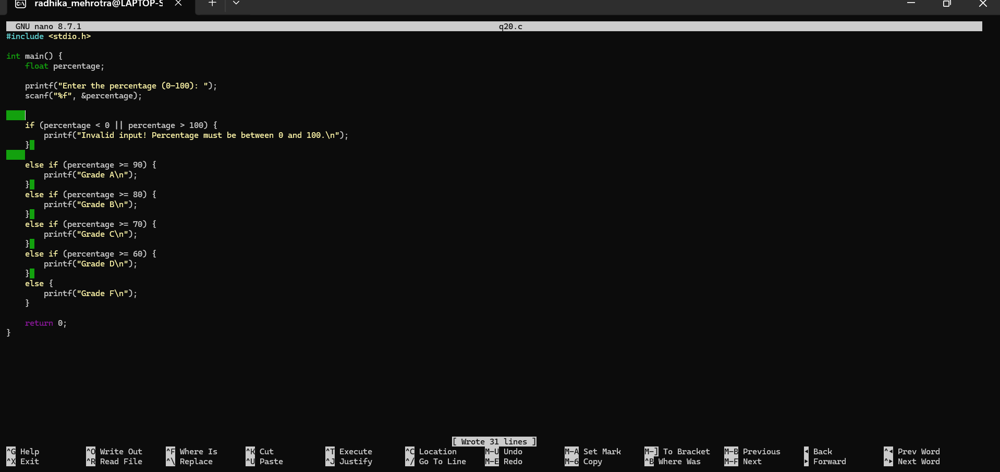 radhika_mehrotra@LAPTOP-S
GNU nano 8.7.1 q20.c
#include <stdio.h>

int main() {
    float percentage;

    printf("Enter the percentage (0-100): ");
    scanf("%f", &percentage);


    if (percentage < 0 || percentage > 100) {
        printf("Invalid input! Percentage must be between 0 and 100.\n");
    }

    else if (percentage >= 90) {
        printf("Grade A\n");
    }
    else if (percentage >= 80) {
        printf("Grade B\n");
    }
    else if (percentage >= 70) {
        printf("Grade C\n");
    }
    else if (percentage >= 60) {
        printf("Grade D\n");
    }
    else {
        printf("Grade F\n");
    }

    return 0;
}
[ Wrote 31 lines ]
^G Help ^O Write Out ^F Where Is ^K Cut ^T Execute ^C Location M-U Undo M-A Set Mark M-] To Bracket M-B Previous ◂ Back ^◂ Prev Word
^X Exit ^R Read File ^\ Replace ^U Paste ^J Justify ^/ Go To Line M-E Redo M-6 Copy ^B Where Was M-F Next ▸ Forward ^▸ Next Word